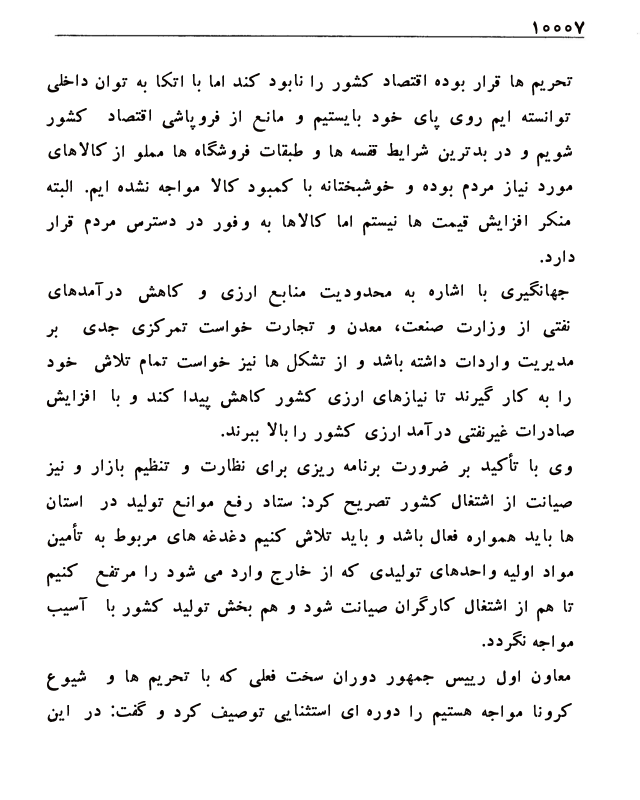 ۱۰۰۰۷
تحریم ها قرار بوده اقتصاد کشور را نابود کند اما با اتکا به توان داخلی
توانسته ایم روی پای خود بایستیم و مانع از فروپاشی اقتصاد کشور
شویم و در بدترین شرایط قفسه ها و طبقات فروشگاه ها مملو از کالاهای
مورد نیاز مردم بوده و خوشبختانه با کمبود کالا مواجه نشده ایم. البته
منکر افزایش قیمت ها نیستم اما کالاها به وفور در دسترس مردم قرار
دارد.
جهانگیری با اشاره به محدودیت منابع ارزی و کاهش درآمدهای
نفتی از وزارت صنعت، معدن و تجارت خواست تمرکزی جدی بر
مدیریت واردات داشته باشد و از تشکل ها نیز خواست تمام تلاش خود
را به کار گیرند تا نیازهای ارزی کشور کاهش پیدا کند و با افزایش
صادرات غیرنفتی درآمد ارزی کشور را بالا ببرند.
وی با تأکید بر ضرورت برنامه ریزی برای نظارت و تنظیم بازار و نیز
صیانت از اشتغال کشور تصریح کرد: ستاد رفع موانع تولید در استان
ها باید همواره فعال باشد و باید تلاش کنیم دغدغه های مربوط به تأمین
مواد اولیه واحدهای تولیدی که از خارج وارد می شود را مرتفع کنیم
تا هم از اشتغال کارگران صیانت شود و هم بخش تولید کشور با آسیب
مواجه نگردد.
معاون اول رییس جمهور دوران سخت فعلی که با تحریم ها و شیوع
کرونا مواجه هستیم را دوره ای استثنایی توصیف کرد و گفت: در این